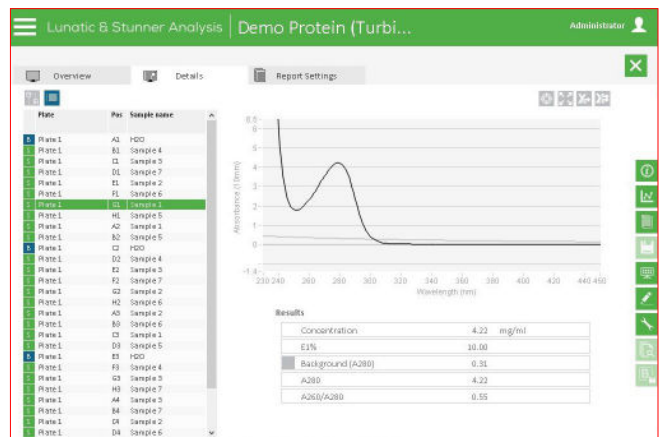 Lunatic & Stunner Analysis Demo Protein (Turbi... Administrator
Overview Details Report Settings
Plate Pos Sample name
B Plate 1 A1 H2O
S Plate 1 B1 Sample 4
S Plate 1 C1 Sample 3
S Plate 1 D1 Sample 7
S Plate 1 E1 Sample 2
S Plate 1 F1 Sample 6
S Plate 1 G1 Sample 1
S Plate 1 H1 Sample 5
S Plate 1 A2 Sample 1
S Plate 1 B2 Sample 5
B Plate 1 C2 H2O
S Plate 1 D2 Sample 4
S Plate 1 E2 Sample 3
S Plate 1 F2 Sample 7
S Plate 1 G2 Sample 2
S Plate 1 H2 Sample 6
S Plate 1 A3 Sample 2
S Plate 1 B3 Sample 6
S Plate 1 C3 Sample 1
S Plate 1 D3 Sample 5
B Plate 1 E3 H2O
S Plate 1 F3 Sample 4
S Plate 1 G3 Sample 3
S Plate 1 H3 Sample 7
S Plate 1 A4 Sample 3
S Plate 1 B4 Sample 7
S Plate 1 C4 Sample 2
S Plate 1 D4 Sample 6
Absorbance (10mm)
6
5
4
3
2
1
0
-1.4
230 240 260 280 300 320 340 360 380 400 420 440 450
Wavelength (nm)
Results
Concentration 4.22 mg/ml
E1% 10.00
Background (A280) 0.31
A280 4.22
A260/A280 0.55